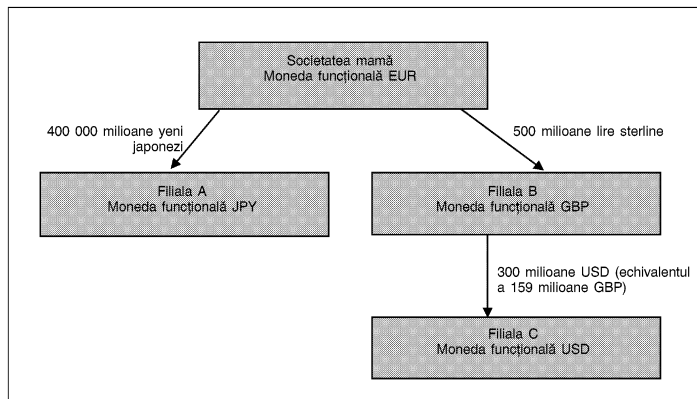 Societatea mamă
Moneda funcțională EUR
400 000 milioane yeni
japonezi
500 milioane lire sterline
Filiala A
Moneda funcțională JPY
Filiala B
Moneda funcțională GBP
300 milioane USD (echivalentul
a 159 milioane GBP)
Filiala C
Moneda funcțională USD